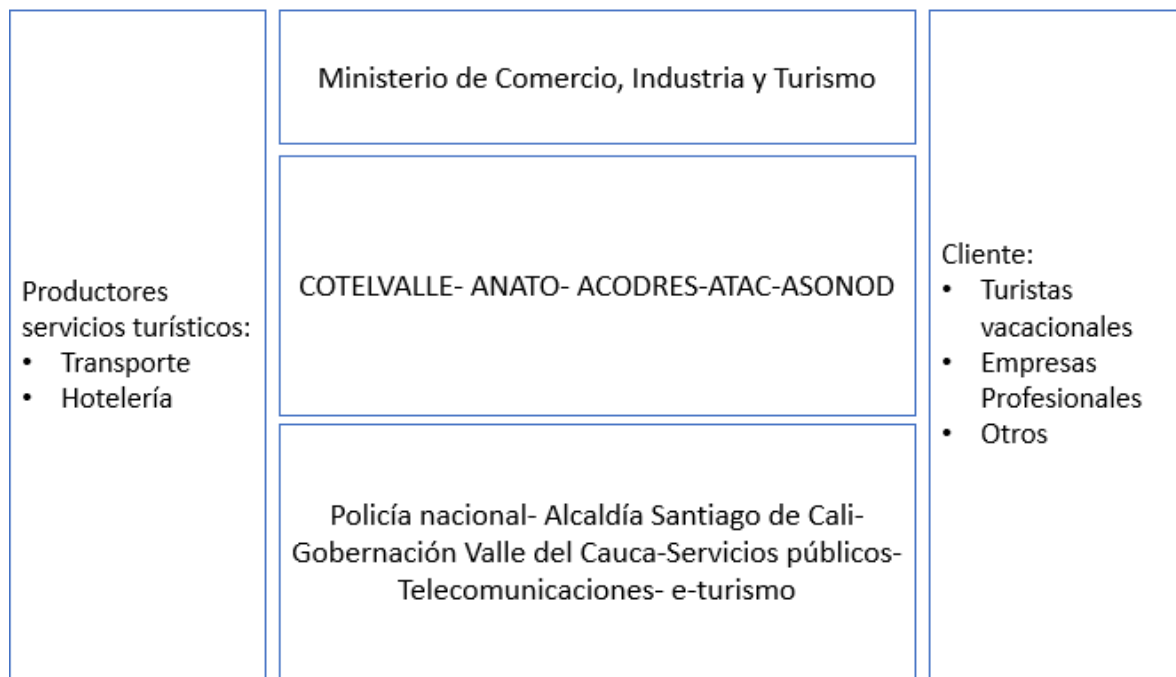 Productores
servicios turísticos:
• Transporte
• Hotelería
Ministerio de Comercio, Industria y Turismo
COTELVALLE- ANATO- ACODRES-ATAC-ASONOD
Policía nacional- Alcaldía Santiago de Cali-
Gobernación Valle del Cauca-Servicios públicos-
Telecomunicaciones- e-turismo
Cliente:
• Turistas
vacacionales
• Empresas
Profesionales
• Otros